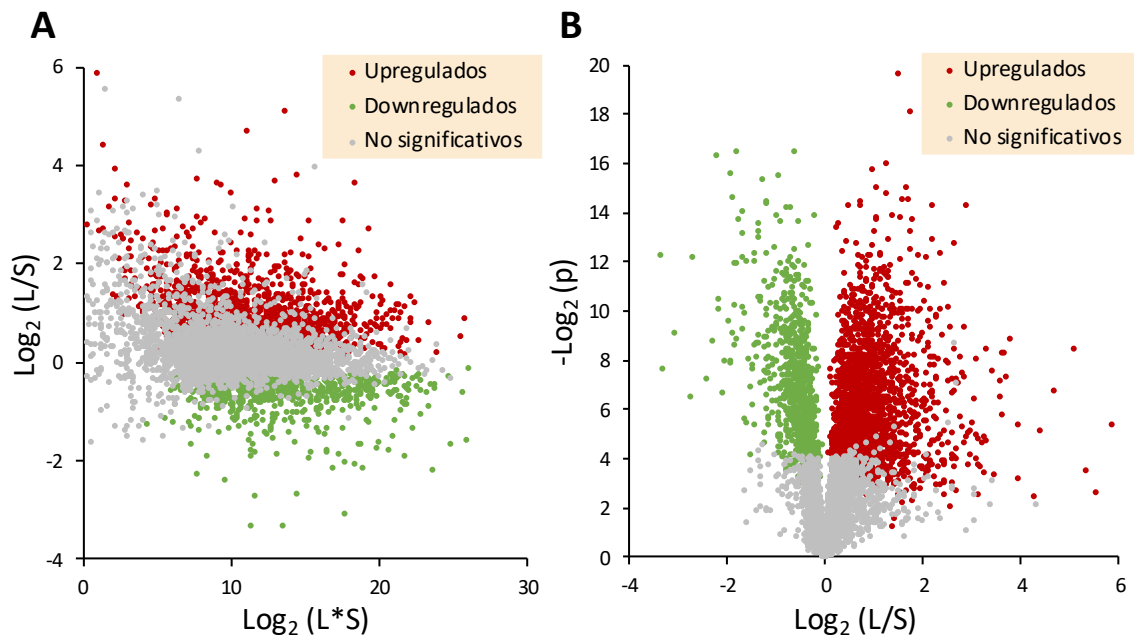 A
6
4
2
0
-2
-4
0
10
20
30
Log2 (L/S)
Log2 (L*S)
Upregulados
Downregulados
No significativos
B
20
18
16
14
12
10
8
6
4
2
0
-4
-2
0
2
4
6
-Log2 (p)
Log2 (L/S)
Upregulados
Downregulados
No significativos